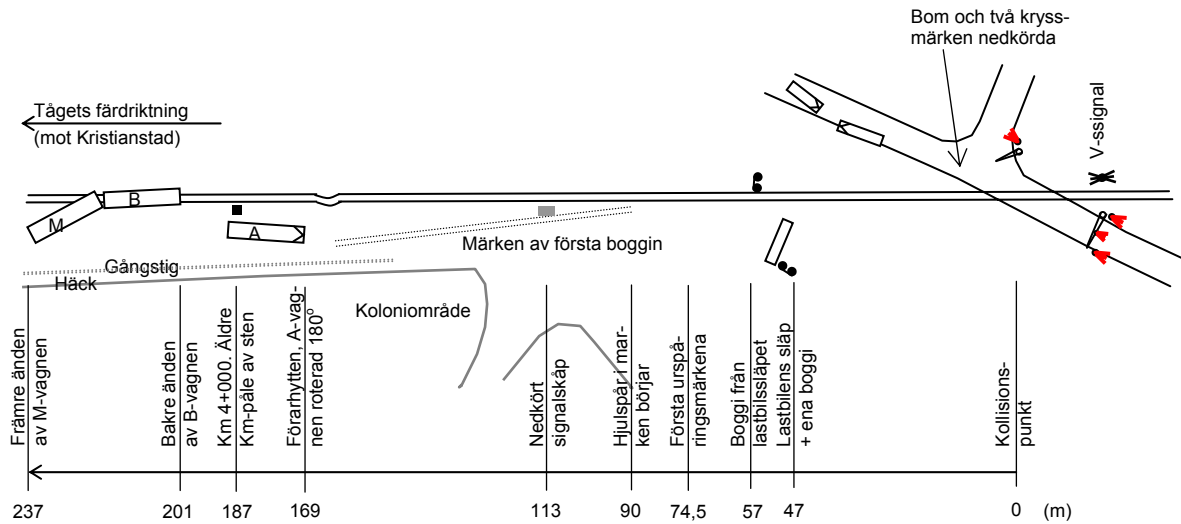 Bom och två kryss-
märken nedkörda
Tågets färdriktning
(mot Kristianstad)
V-ssignal
B
M
A
Märken av första boggin
Gångstig
Häck
Koloniområde
Främre änden
av M-vagnen
Bakre änden
av B-vagnen
Km 4+000. Äldre
Km-påle av sten
Förarhytten, A-vag-
nen roterad 180°
Nedkört
signalskåp
Hjulspår i mar-
ken börjar
Första urspå-
ringsmärkena
Boggi från
lastbilssläpet
Lastbilens släp
+ ena boggi
Kollisions-
punkt
237 201 187 169 113 90 74,5 57 47 0 (m)